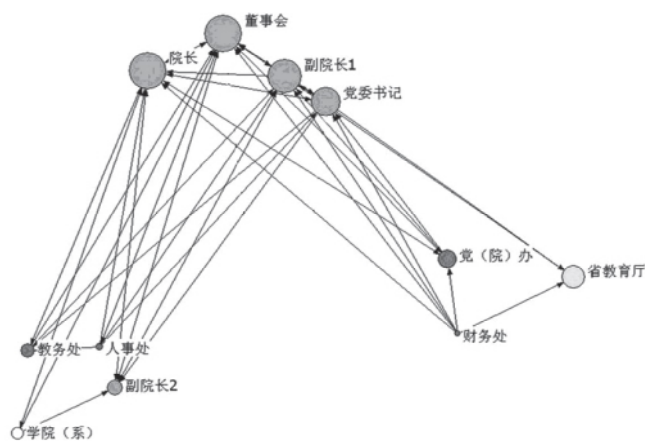 董事会
院长
副院长1
党委书记
党（院）办
省教育厅
财务处
教务处
人事处
副院长2
学院（系）